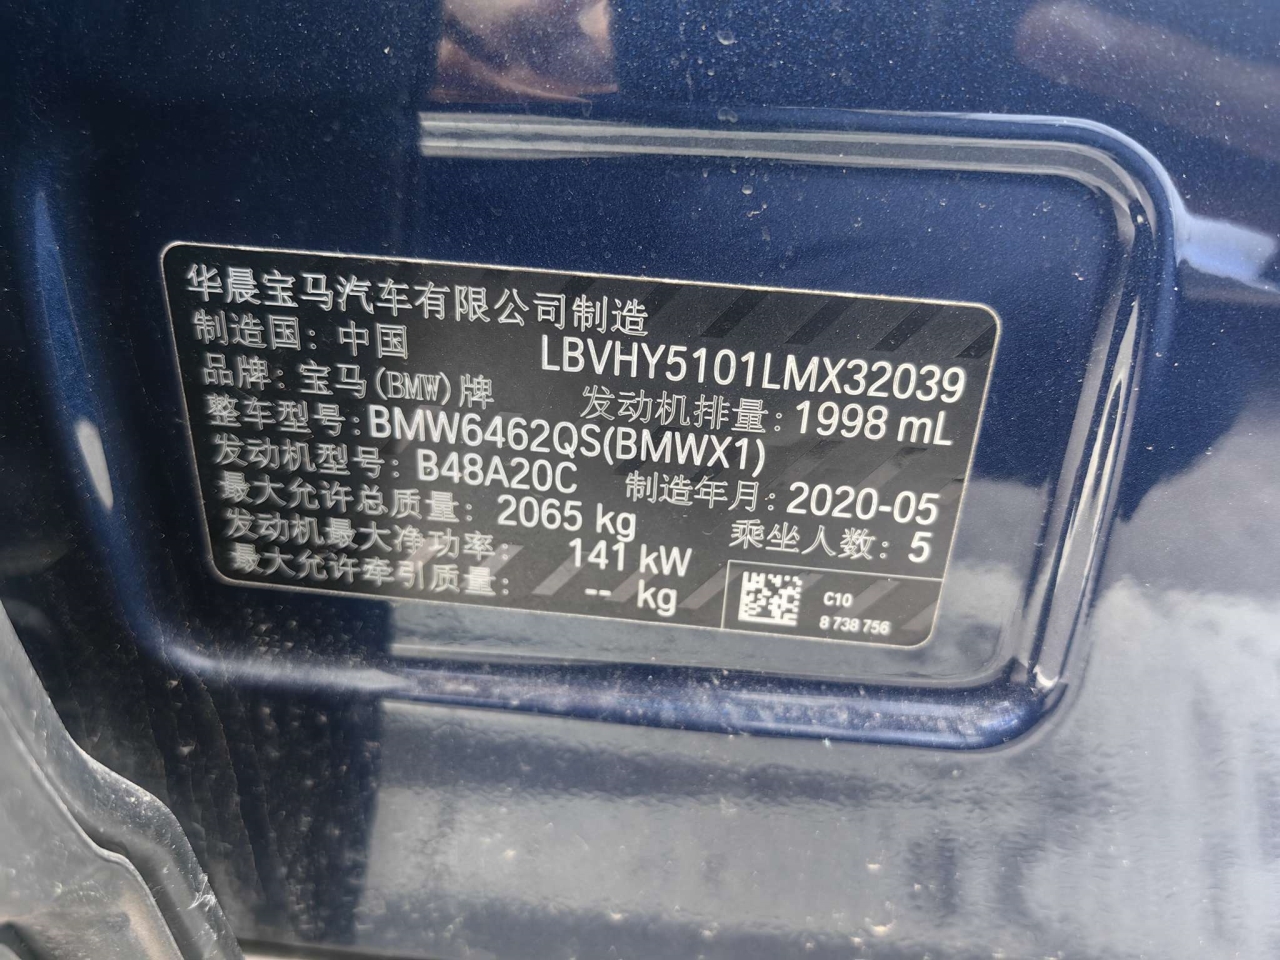 华晨宝马汽车有限公司制造
制造国：中国 LBVHY5101LMX32039
品牌：宝马(BMW)牌 发动机排量：1998 mL
整车型号：BMW6462QS(BMWX1)
发动机型号：B48A20C 制造年月：2020-05
最大允许总质量：2065 kg 乘坐人数：5
发动机最大净功率：141 kW
最大允许牵引质量：-- kg
C10
8 738 756